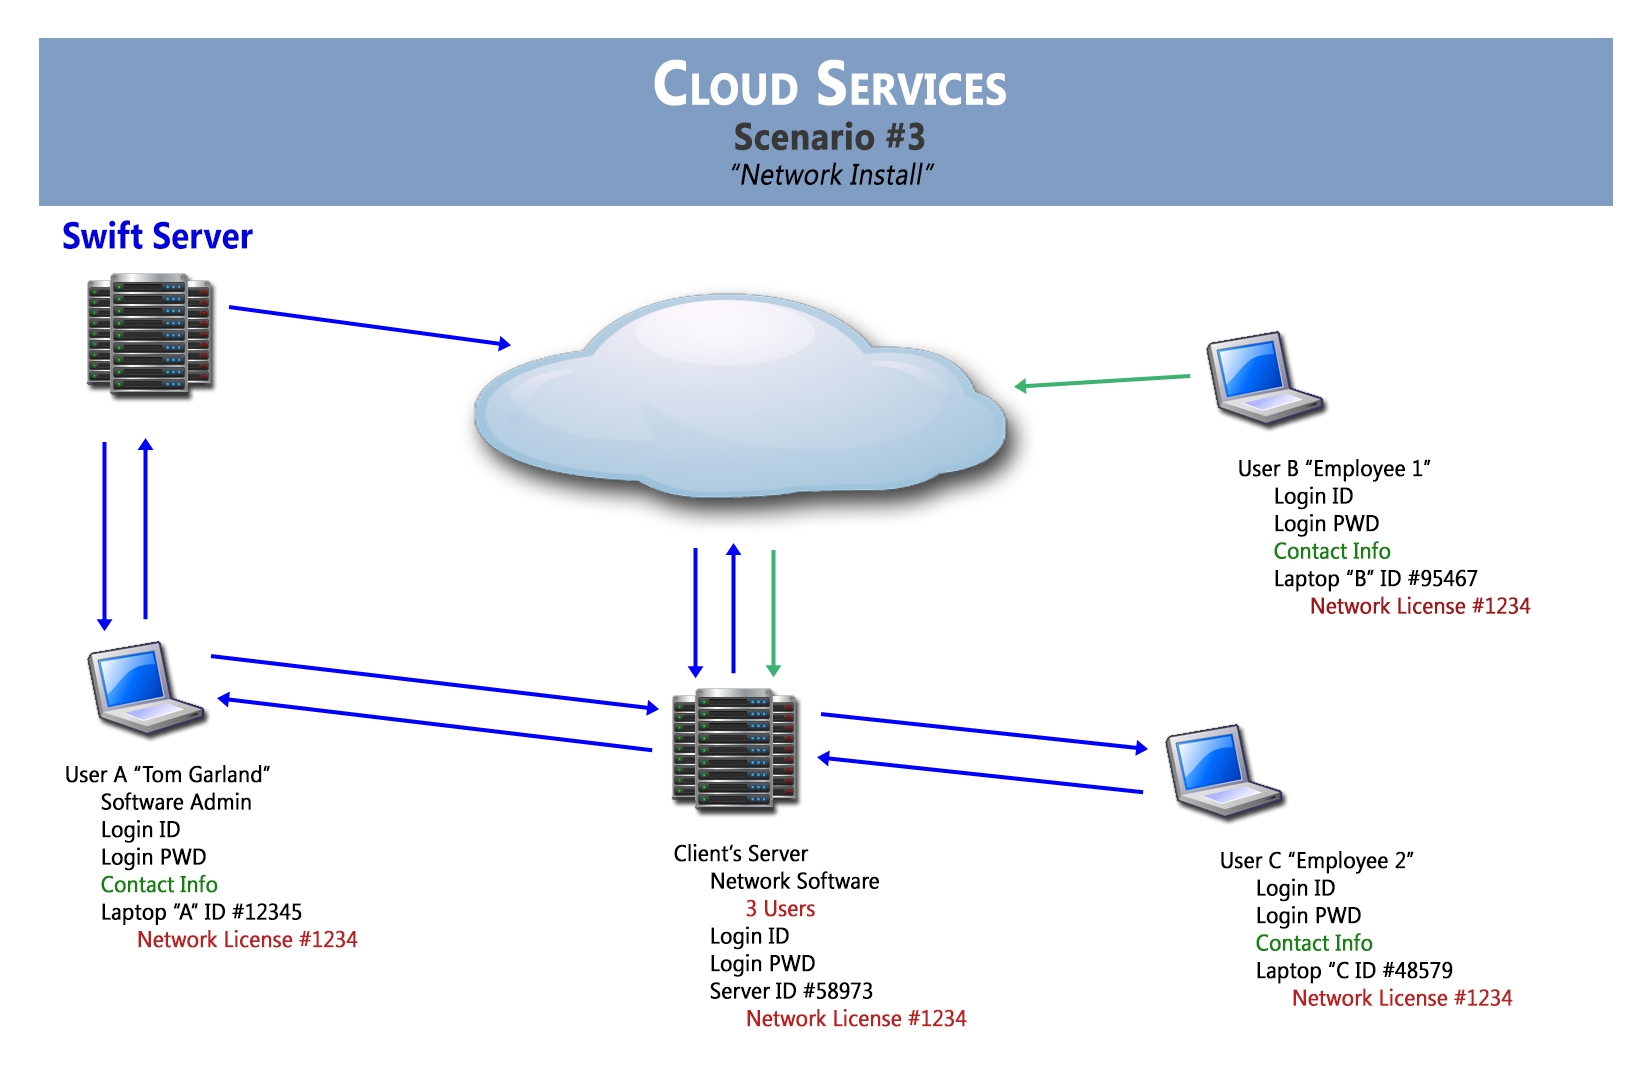 CLOUD SERVICES
Scenario #3
“Network Install”
Swift Server
User B “Employee 1”
Login ID
Login PWD
Contact Info
Laptop “B” ID #95467
Network License #1234
User A “Tom Garland”
Software Admin
Login ID
Login PWD
Contact Info
Laptop “A” ID #12345
Network License #1234
Client’s Server
Network Software
3 Users
Login ID
Login PWD
Server ID #58973
Network License #1234
User C “Employee 2”
Login ID
Login PWD
Contact Info
Laptop “C ID #48579
Network License #1234